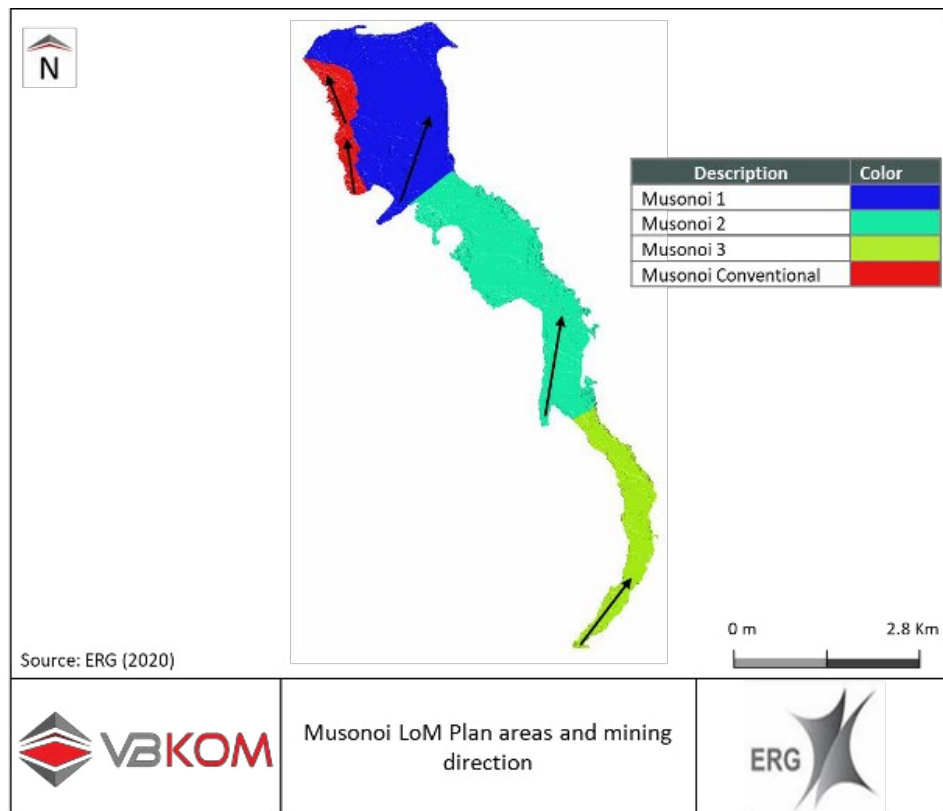 N
Description Color
Musonoi 1
Musonoi 2
Musonoi 3
Musonoi Conventional
0 m 2.8 Km
Source: ERG (2020)
VBKOM
Musonoi LoM Plan areas and mining
direction
ERG